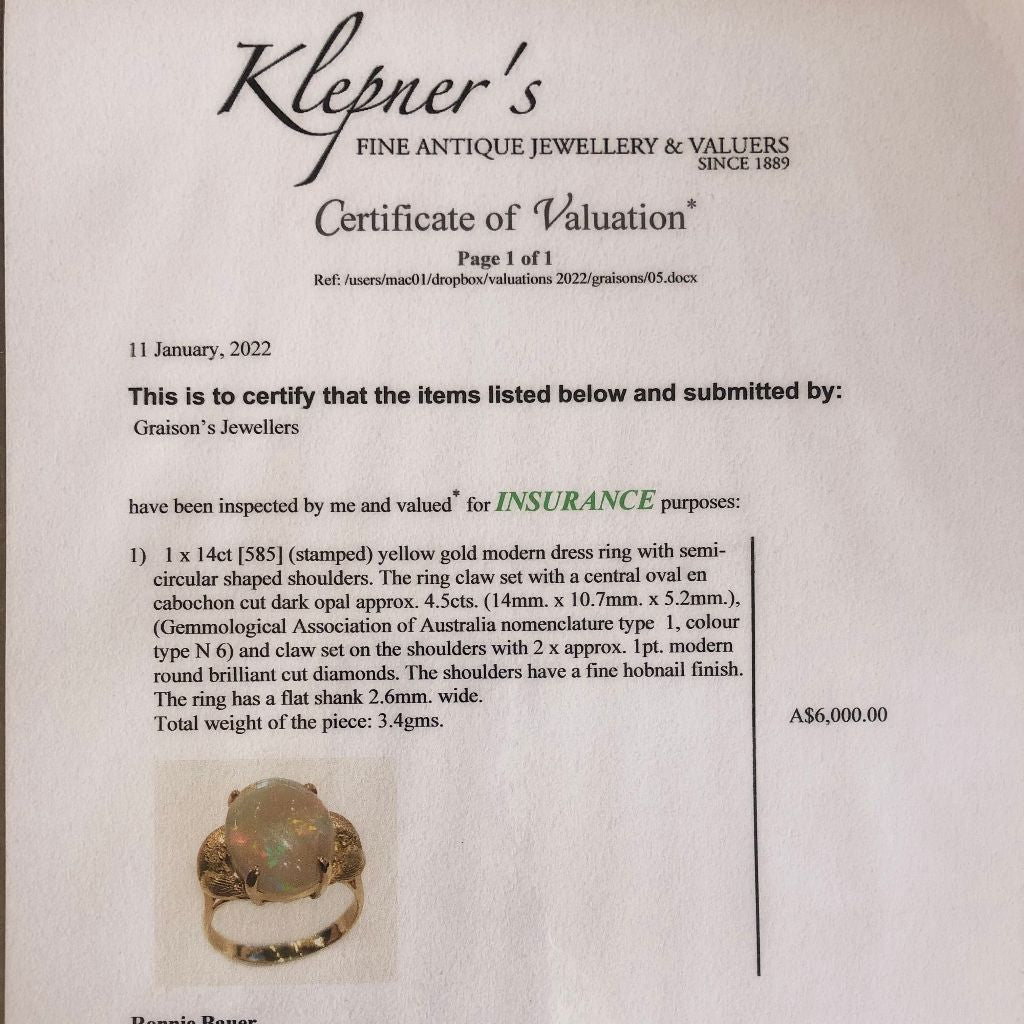 Klepner's
FINE ANTIQUE JEWELLERY & VALUERS
SINCE 1889
Certificate of Valuation*
Page 1 of 1
Ref: /users/mac01/dropbox/valuations 2022/graisons/05.docx
11 January, 2022
This is to certify that the items listed below and submitted by:
Graison's Jewellers
have been inspected by me and valued* for INSURANCE purposes:
1) 1 x 14ct [585] (stamped) yellow gold modern dress ring with semi-
circular shaped shoulders. The ring claw set with a central oval en
cabochon cut dark opal approx. 4.5cts. (14mm. x 10.7mm. x 5.2mm.),
(Gemmological Association of Australia nomenclature type 1, colour
type N 6) and claw set on the shoulders with 2 x approx. 1pt. modern
round brilliant cut diamonds. The shoulders have a fine hobnail finish.
The ring has a flat shank 2.6mm. wide.
Total weight of the piece: 3.4gms.
A$6,000.00
Ronnie Bauer